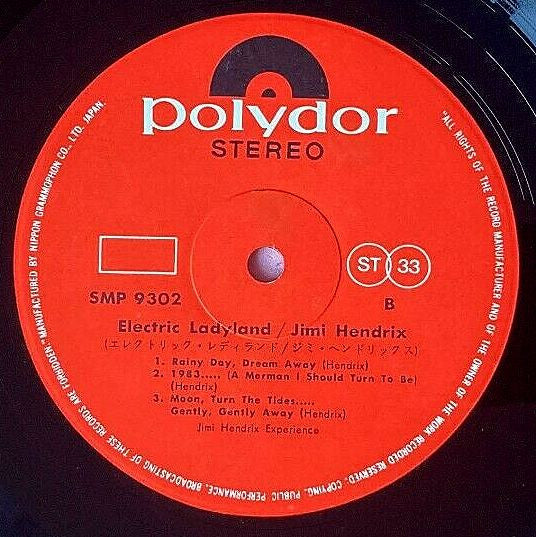 polydor
STEREO
ST 33
SMP 9302
B
Electric Ladyland / Jimi Hendrix
(エレクトリック・レディランド/ジミ・ヘンドリックス)
1. Rainy Day, Dream Away (Hendrix)
2. 1983..... (A Merman I Should Turn To Be)
(Hendrix)
3. Moon, Turn The Tides.....
Gently, Gently Away (Hendrix)
Jimi Hendrix Experience
"ALL RIGHTS OF THE RECORD MANUFACTURER AND OF THE OWNER OF THE WORK RECORDED RESERVED. COPYING, PUBLIC PERFORMANCE, BROADCASTING OF THESE RECORDS ARE FORBIDDEN" MANUFACTURED BY NIPPON GRAMMOPHON CO., LTD. JAPAN.